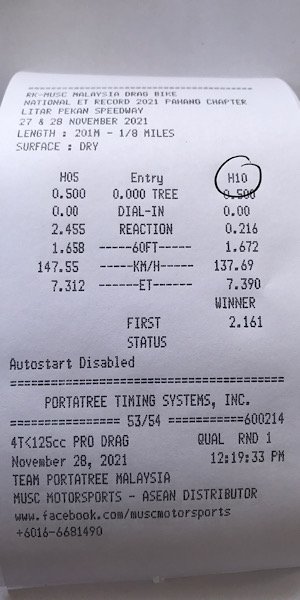 RK-MUSC MALAYSIA DRAG BIKE
NATIONAL ET RECORD 2021 PAHANG CHAPTER
LITAR PEKAN SPEEDWAY
27 & 28 NOVEMBER 2021
LENGTH : 201M - 1/8 MILES
SURFACE : DRY
H05 Entry H10
0.500 0.000 TREE 0.500
0.00 DIAL-IN 0.00
2.455 REACTION 0.216
1.658 -----60FT----- 1.672
147.55 -----KM/H----- 137.69
7.312 ------ET------ 7.390
WINNER
FIRST 2.161
STATUS
Autostart Disabled
PORTATREE TIMING SYSTEMS, INC.
============== 53/54 ===========600214
4T<125cc PRO DRAG QUAL RND 1
November 28, 2021 12:19:33 PM
TEAM PORTATREE MALAYSIA
MUSC MOTORSPORTS - ASEAN DISTRIBUTOR
www.facebook.com/muscmotorsports
+6016-6681490